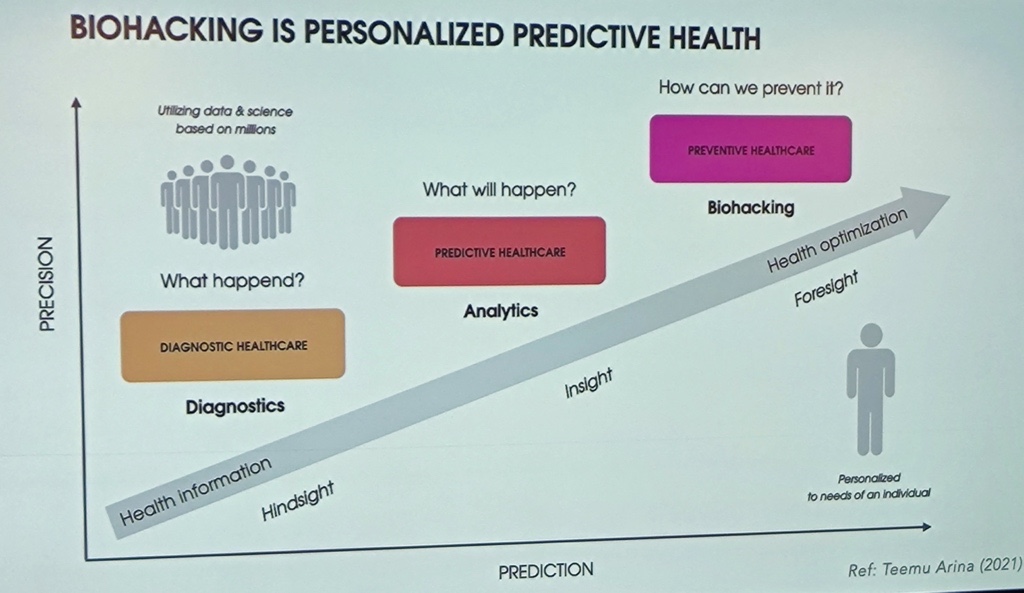 BIOHACKING IS PERSONALIZED PREDICTIVE HEALTH
Utilizing data & science
based on millions
What happend?
DIAGNOSTIC HEALTHCARE
Diagnostics
What will happen?
PREDICTIVE HEALTHCARE
Analytics
How can we prevent it?
PREVENTIVE HEALTHCARE
Biohacking
PRECISION
Health information
Health optimization
Hindsight
Insight
Foresight
Personalized
to needs of an individual
PREDICTION
Ref: Teemu Arina (2021)